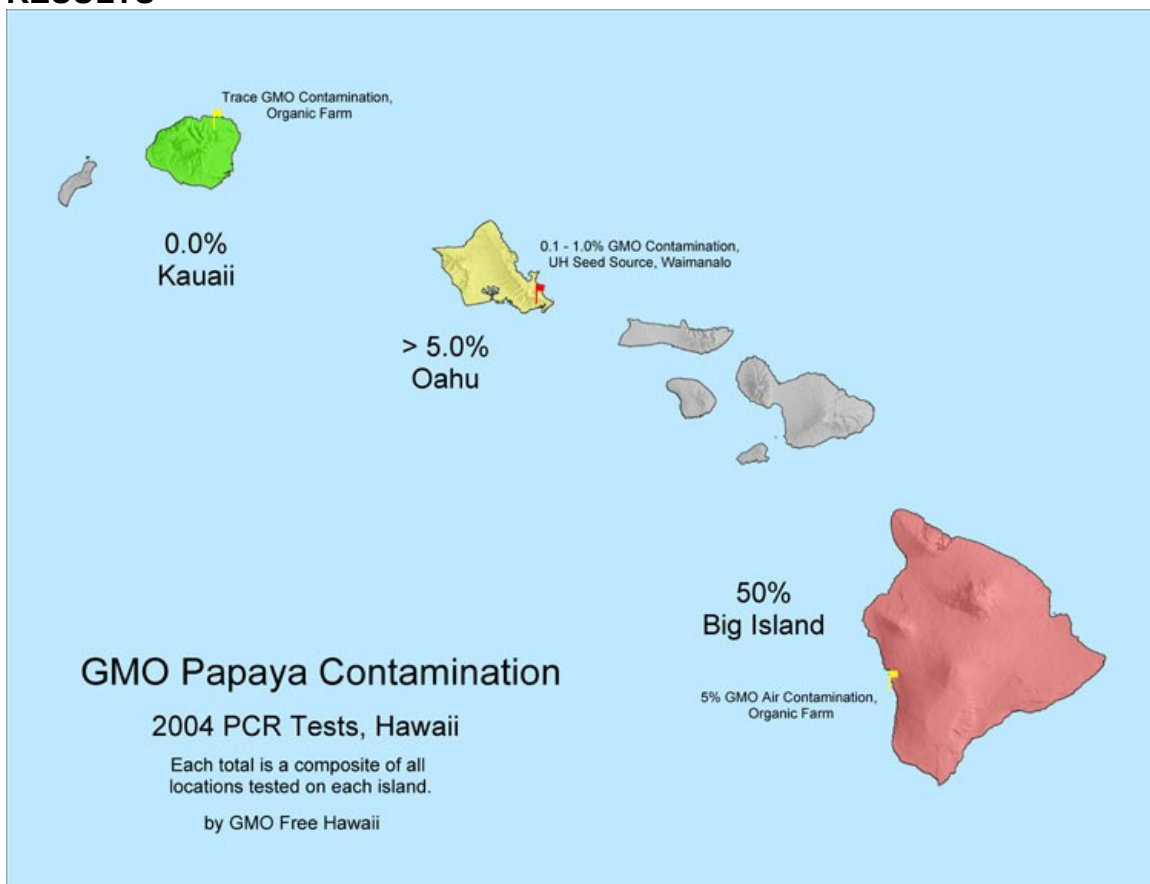 RESULTS
Trace GMO Contamination,
Organic Farm
0.0%
Kauaii
0.1 - 1.0% GMO Contamination,
UH Seed Source, Waimanalo
> 5.0%
Oahu
50%
Big Island
5% GMO Air Contamination,
Organic Farm
GMO Papaya Contamination
2004 PCR Tests, Hawaii
Each total is a composite of all
locations tested on each island.
by GMO Free Hawaii